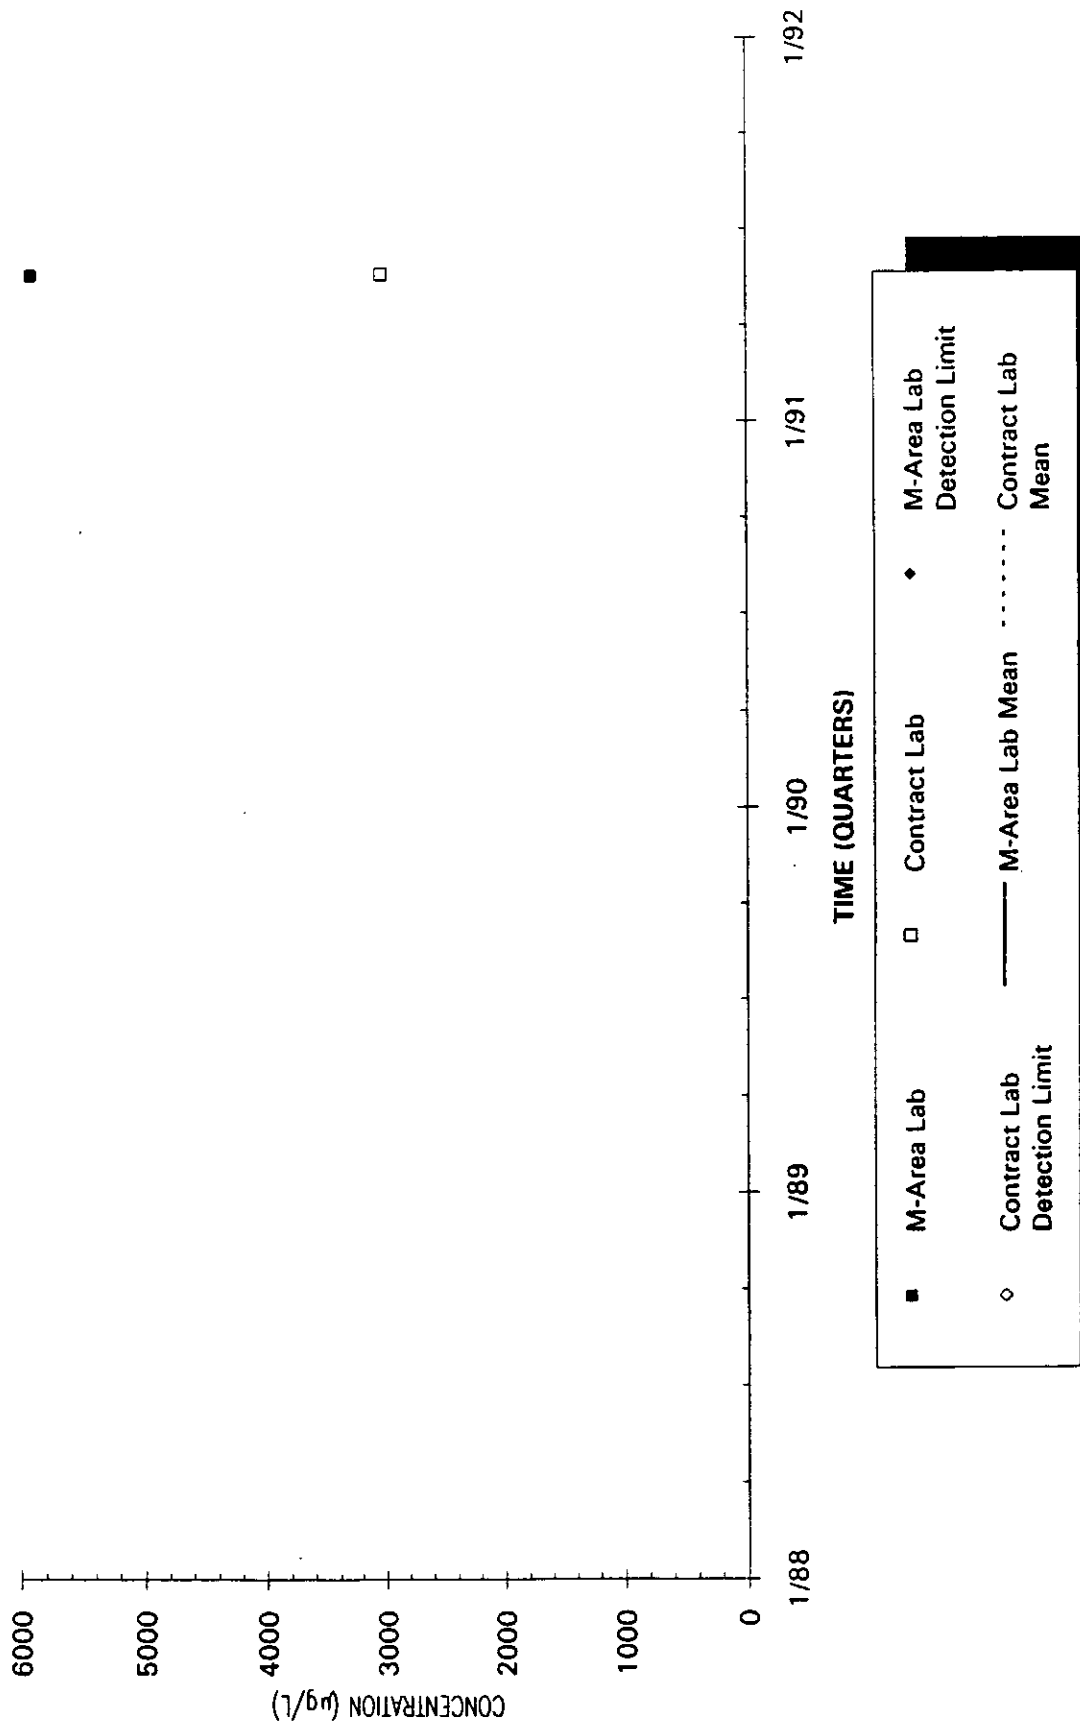 6000
5000
4000
3000
2000
1000
0
CONCENTRATION (µg/L)
1/88
1/89
1/90
1/91
1/92
TIME (QUARTERS)
M-Area Lab
Contract Lab
M-Area Lab
Detection Limit
Contract Lab
Detection Limit
M-Area Lab Mean
Contract Lab
Mean